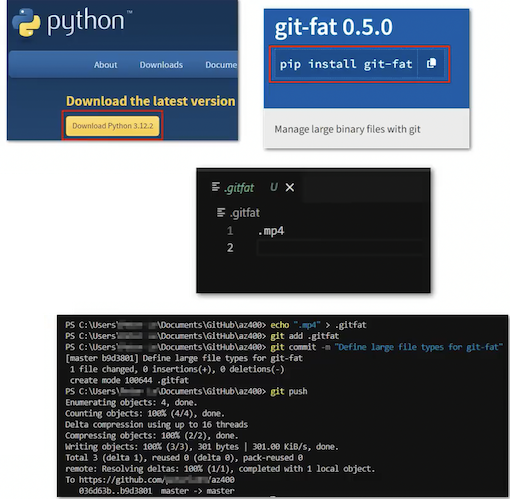 python™
About Downloads Docume
Download the latest version
Download Python 3.12.2
git-fat 0.5.0
pip install git-fat
Manage large binary files with git
.gitfat U
.gitfat
1 .mp4
2
PS C:\Users\ \Documents\GitHub\az400> echo ".mp4" > .gitfat
PS C:\Users\ \Documents\GitHub\az400> git add .gitfat
PS C:\Users\ \Documents\GitHub\az400> git commit -m "Define large file types for git-fat"
[master b9d3801] Define large file types for git-fat
1 file changed, 0 insertions(+), 0 deletions(-)
create mode 100644 .gitfat
PS C:\Users\ \Documents\GitHub\az400> git push
Enumerating objects: 4, done.
Counting objects: 100% (4/4), done.
Delta compression using up to 16 threads
Compressing objects: 100% (2/2), done.
Writing objects: 100% (3/3), 301 bytes | 301.00 KiB/s, done.
Total 3 (delta 1), reused 0 (delta 0), pack-reused 0
remote: Resolving deltas: 100% (1/1), completed with 1 local object.
To https://github.com/ /az400
036d63b..b9d3801 master -> master